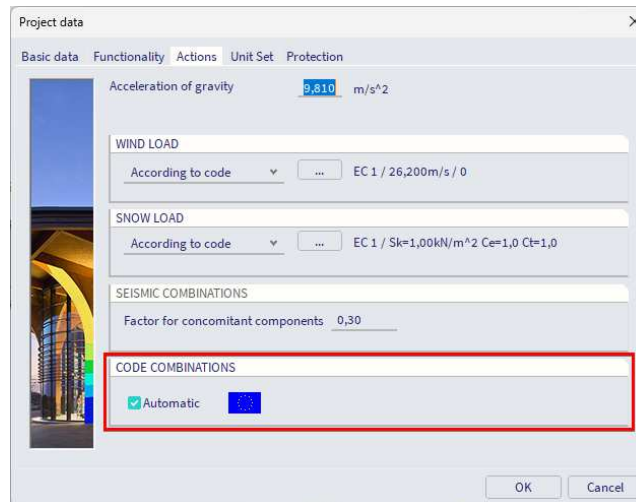 Project data
Basic data Functionality Actions Unit Set Protection
Acceleration of gravity 9,810 m/s^2
WIND LOAD
According to code ... EC 1 / 26,200m/s / 0
SNOW LOAD
According to code ... EC 1 / Sk=1,00kN/m^2 Ce=1,0 Ct=1,0
SEISMIC COMBINATIONS
Factor for concomitant components 0,30
CODE COMBINATIONS
Automatic
OK Cancel